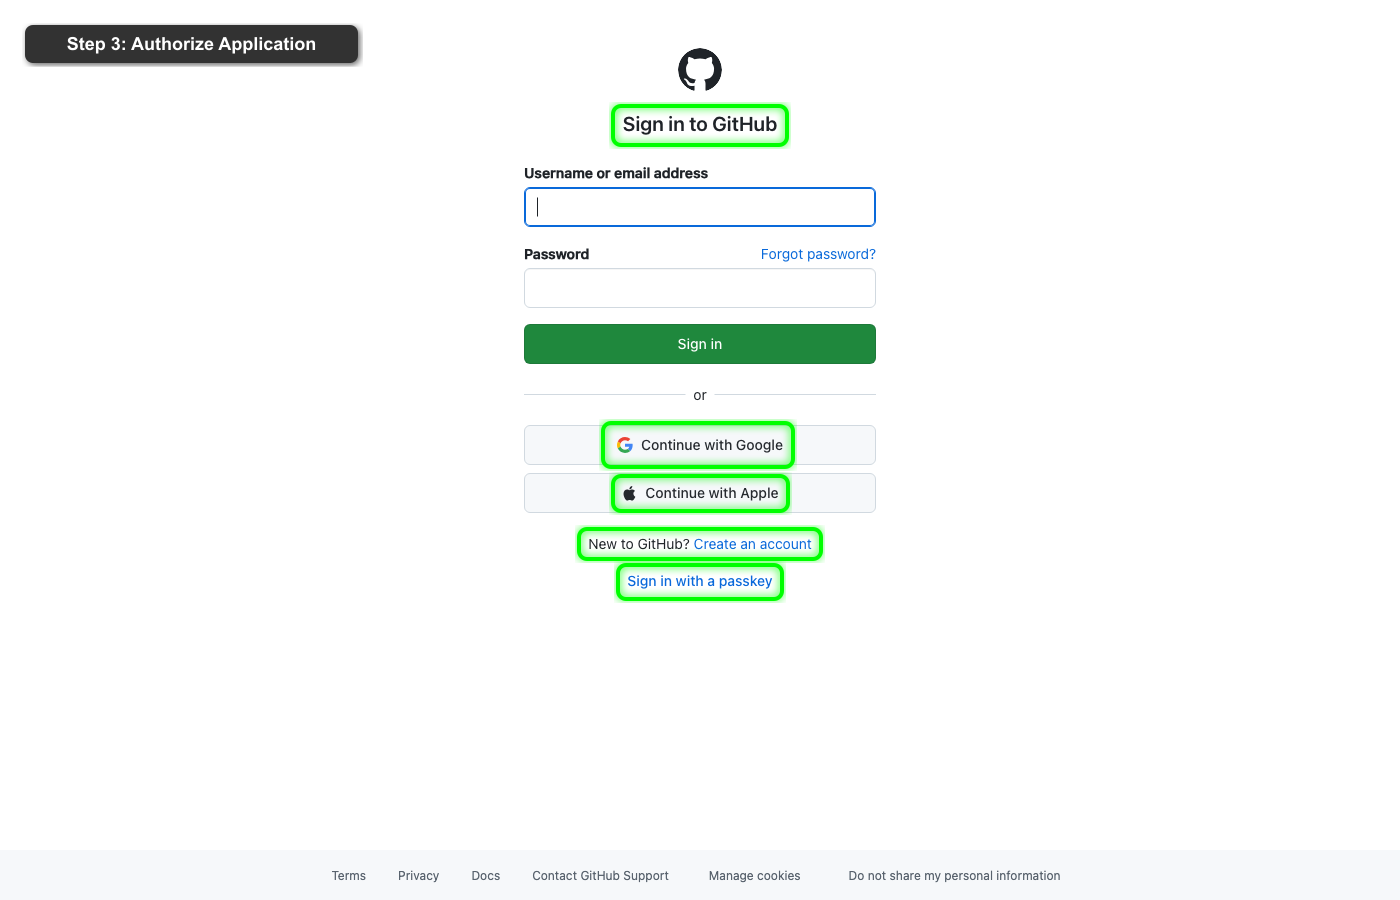 Step 3: Authorize Application
Sign in to GitHub
Username or email address
Password
Forgot password?
Sign in
or
Continue with Google
Continue with Apple
New to GitHub? Create an account
Sign in with a passkey
Terms Privacy Docs Contact GitHub Support Manage cookies Do not share my personal information